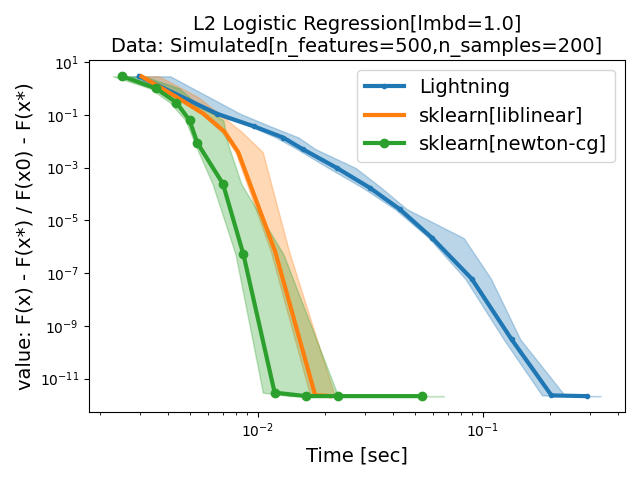 L2 Logistic Regression[lmbd=1.0]
Data: Simulated[n_features=500,n_samples=200]
value: F(x) - F(x*) / F(x0) - F(x*)
10¹
10⁻¹
10⁻³
10⁻⁵
10⁻⁷
10⁻⁹
10⁻¹¹
Lightning
sklearn[liblinear]
sklearn[newton-cg]
10⁻²
10⁻¹
Time [sec]